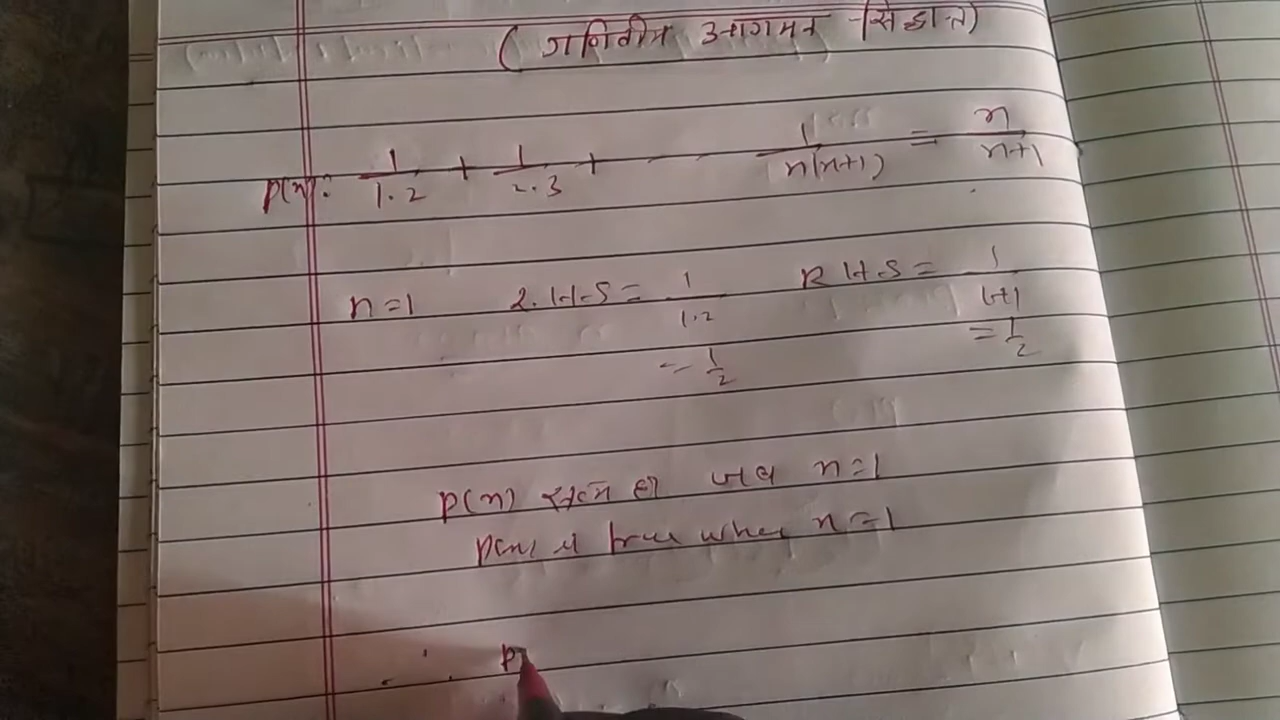 (गणितीय आगमन सिद्धान्त)
P(n): 1/1.2 + 1/2.3 + - - - 1/n(n+1) = n/n+1
n=1 L.H.S = 1/1.2 R.H.S = 1/1+1
= 1/2 = 1/2
P(n) सत्य है जब n=1
P(n) is true when n=1
∴ P